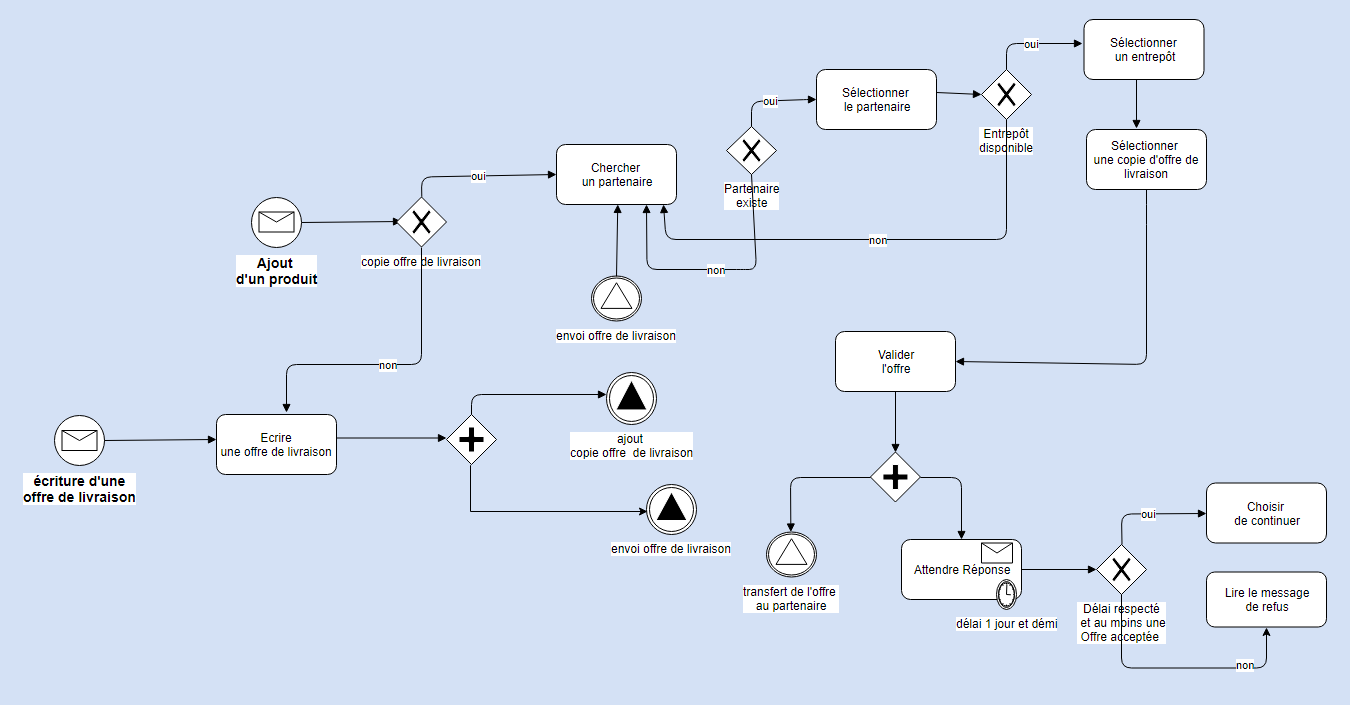 oui
Sélectionner
un entrepôt
Sélectionner
le partenaire
oui
Entrepôt
disponible
Sélectionner
une copie d'offre de
livraison
Chercher
un partenaire
oui
Partenaire
existe
Ajout
d'un produit
copie offre de livraison
non
non
envoi offre de livraison
non
Valider
l'offre
Ecrire
une offre de livraison
ajout
copie offre de livraison
écriture d'une
offre de livraison
envoi offre de livraison
oui
Choisir
de continuer
Attendre Réponse
transfert de l'offre
au partenaire
délai 1 jour et démi
Délai respecté
et au moins une
Offre acceptée
Lire le message
de refus
non